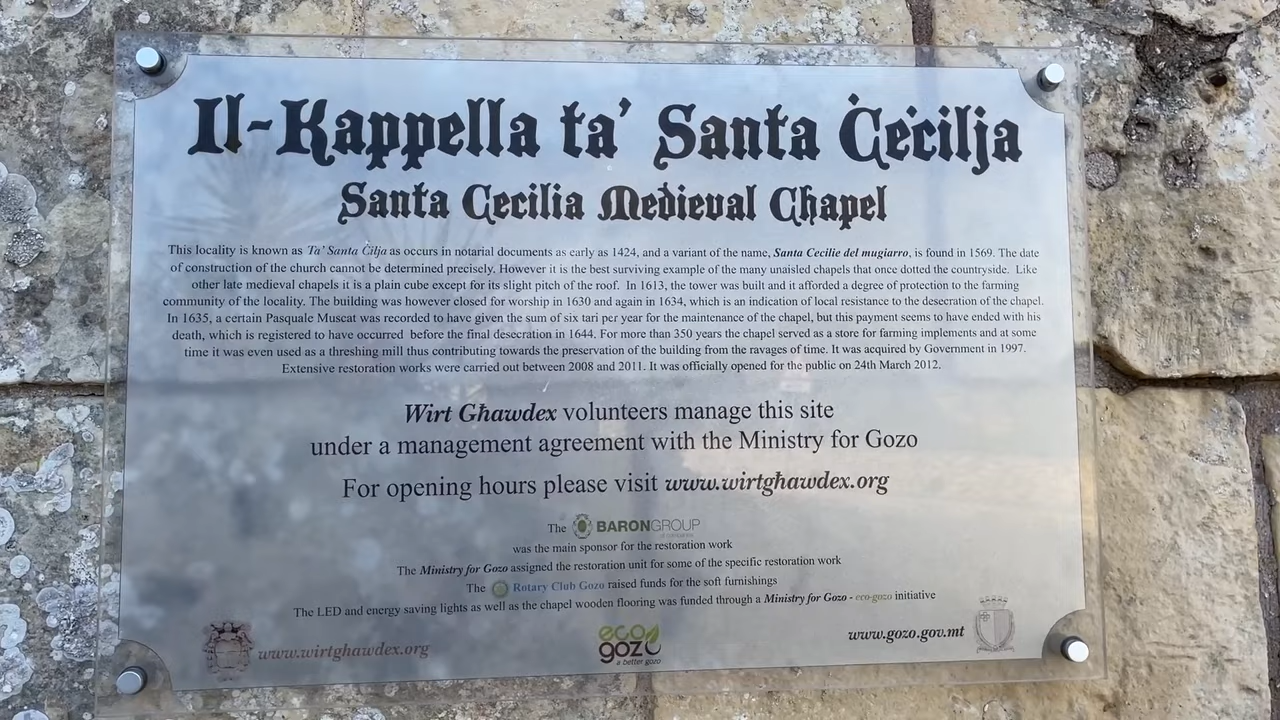 Il-Kappella ta' Santa Ċeċilja
Santa Cecilia Medieval Chapel
This locality is known as Ta' Santa Ċilja as occurs in notarial documents as early as 1424, and a variant of the name, Santa Cecilie del mugiarro, is found in 1569. The date
of construction of the church cannot be determined precisely. However it is the best surviving example of the many unaisled chapels that once dotted the countryside. Like
other late medieval chapels it is a plain cube except for its slight pitch of the roof. In 1613, the tower was built and it afforded a degree of protection to the farming
community of the locality. The building was however closed for worship in 1630 and again in 1634, which is an indication of local resistance to the desecration of the chapel.
In 1635, a certain Pasquale Muscat was recorded to have given the sum of six tari per year for the maintenance of the chapel, but this payment seems to have ended with his
death, which is registered to have occurred before the final desecration in 1644. For more than 350 years the chapel served as a store for farming implements and at some
time it was even used as a threshing mill thus contributing towards the preservation of the building from the ravages of time. It was acquired by Government in 1997.
Extensive restoration works were carried out between 2008 and 2011. It was officially opened for the public on 24th March 2012.
Wirt Għawdex volunteers manage this site
under a management agreement with the Ministry for Gozo
For opening hours please visit www.wirtgħawdex.org
The BARONGROUP
of companies
was the main sponsor for the restoration work
The Ministry for Gozo assigned the restoration unit for some of the specific restoration work
The Rotary Club Gozo raised funds for the soft furnishings
The LED and energy saving lights as well as the chapel wooden flooring was funded through a Ministry for Gozo - eco-gozo initiative
www.wirtgħawdex.org
eco
gozo
a better gozo
www.gozo.gov.mt